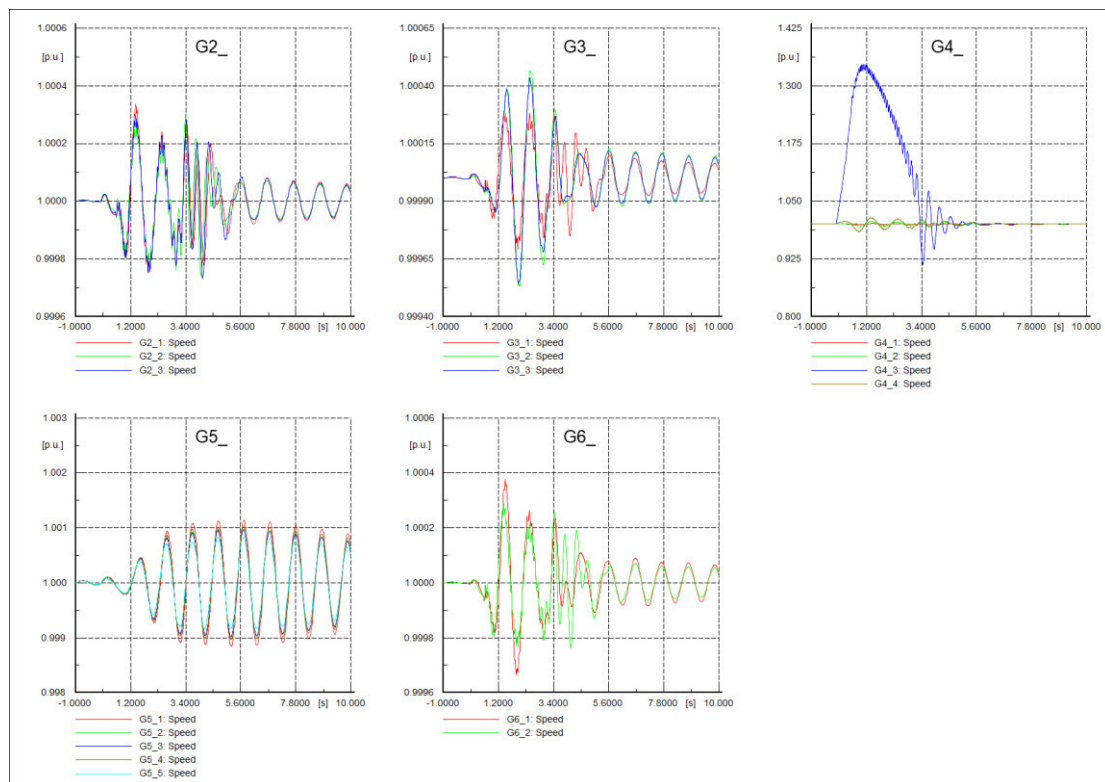 1.0006
[p.u.]
G2_
1.0004
1.0002
1.0000
0.9998
0.9996
-1.0000 1.2000 3.4000 5.6000 7.8000 [s] 10.000
G2_1: Speed
G2_2: Speed
G2_3: Speed
1.00065
[p.u.]
G3_
1.00040
1.00015
0.99990
0.99965
0.99940
-1.0000 1.2000 3.4000 5.6000 7.8000 [s] 10.000
G3_1: Speed
G3_2: Speed
G3_3: Speed
1.425
[p.u.]
G4_
1.300
1.175
1.050
0.925
0.800
-1.0000 1.2000 3.4000 5.6000 7.8000 [s] 10.000
G4_1: Speed
G4_2: Speed
G4_3: Speed
G4_4: Speed
1.003
[p.u.]
G5_
1.002
1.001
1.000
0.999
0.998
-1.0000 1.2000 3.4000 5.6000 7.8000 [s] 10.000
G5_1: Speed
G5_2: Speed
G5_3: Speed
G5_4: Speed
G5_5: Speed
1.0006
[p.u.]
G6_
1.0004
1.0002
1.0000
0.9998
0.9996
-1.0000 1.2000 3.4000 5.6000 7.8000 [s] 10.000
G6_1: Speed
G6_2: Speed